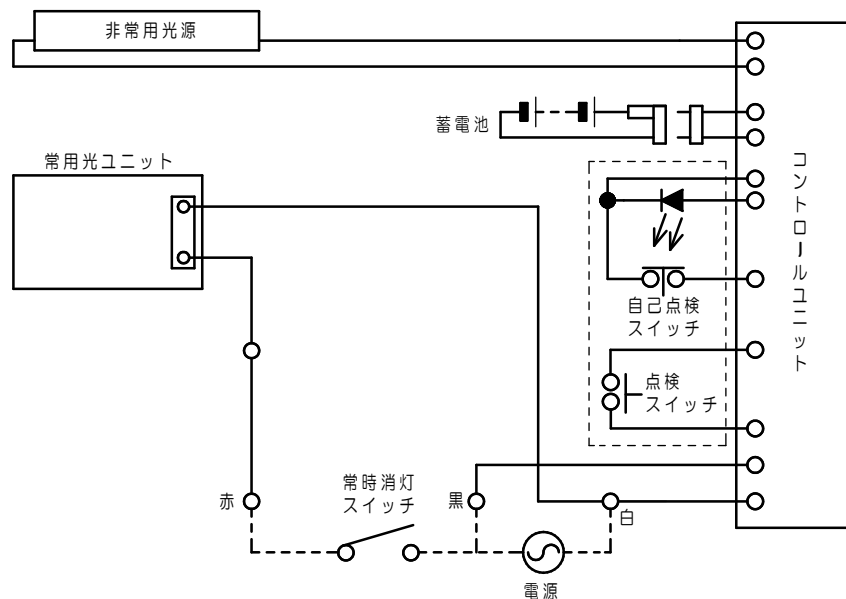 非常用光源
蓄電池
常用光ユニット
コントロールユニット
自己点検
スイッチ
点検
スイッチ
常時消灯
スイッチ
赤
黒
白
電源